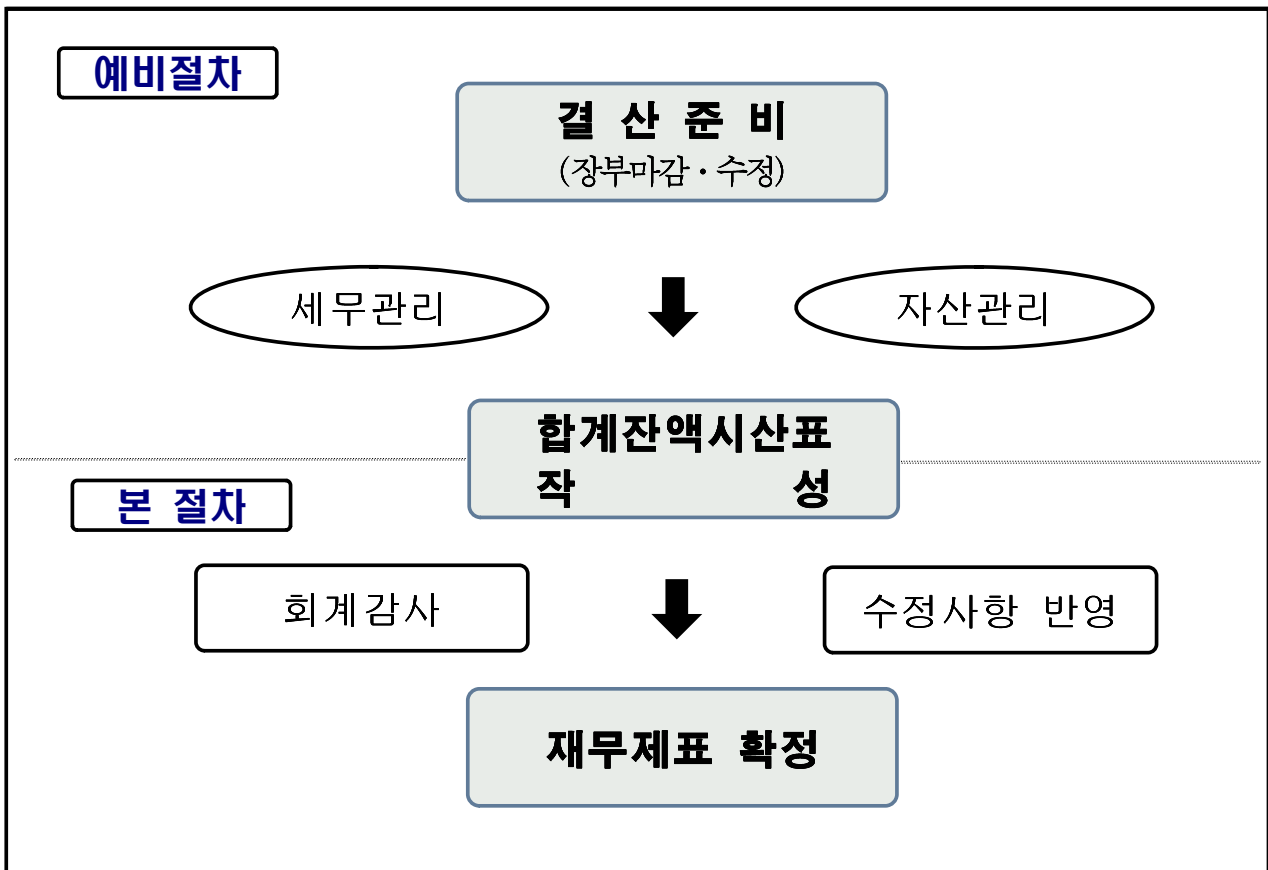 예비절차
결 산 준 비
(장부마감·수정)
세무관리
자산관리
합계잔액시산표
작 성
본 절차
회계감사
수정사항 반영
재무제표 확정